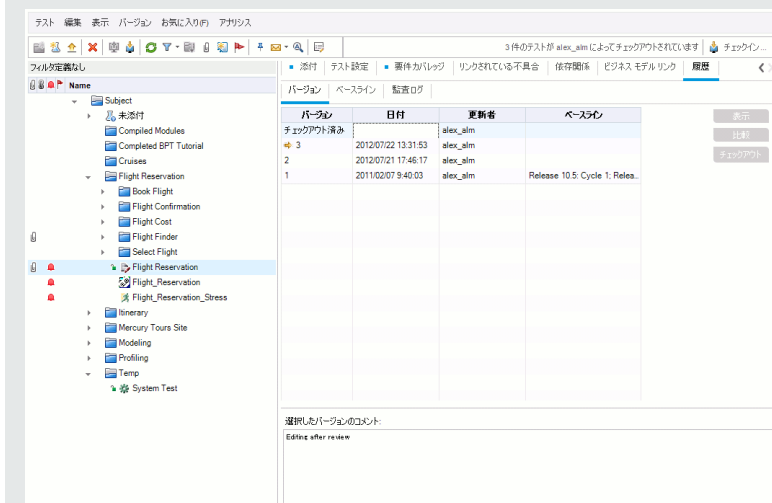 テスト 編集 表示 バージョン お気に入り(F) アナリシス
3 件のテストが alex_alm によってチェックアウトされています チェックイン...
フィルタ定義なし
添付 テスト設定 要件カバレッジ リンクされている不具合 依存関係 ビジネス モデル リンク 履歴
Name
バージョン ベースライン 監査ログ
Subject
未添付
Compiled Modules
Completed BPT Tutorial
Cruises
Flight Reservation
Book Flight
Flight Confirmation
Flight Cost
Flight Finder
Select Flight
Flight Reservation
Flight_Reservation
Flight_Reservation_Stress
Itinerary
Mercury Tours Site
Modeling
Profiling
Temp
System Test
バージョン 日付 更新者 ベースライン
チェックアウト済み alex_alm
3 2012/07/22 13:31:53 alex_alm
2 2012/07/21 17:46:17 alex_alm
1 2011/02/07 9:40:03 alex_alm Release 10.5: Cycle 1; Relea..
表示
比較
チェックアウト
選択したバージョンのコメント:
Editing after review